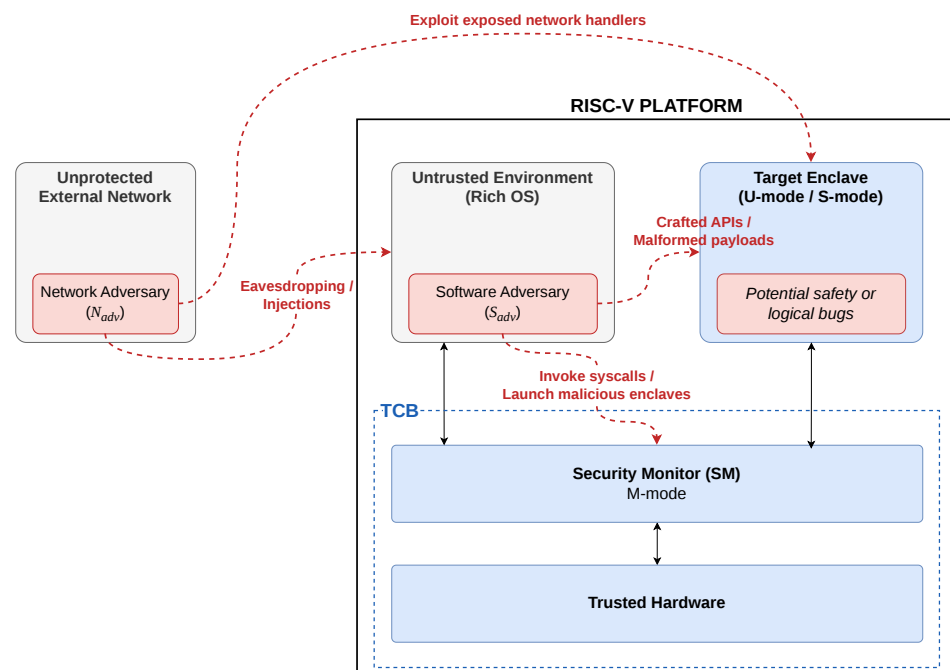 Exploit exposed network handlers
RISC-V PLATFORM
Unprotected
External Network
Network Adversary
(Nadv)
Eavesdropping /
Injections
Untrusted Environment
(Rich OS)
Software Adversary
(Sadv)
Crafted APIs /
Malformed payloads
Target Enclave
(U-mode / S-mode)
Potential safety or
logical bugs
Invoke syscalls /
Launch malicious enclaves
TCB
Security Monitor (SM)
M-mode
Trusted Hardware